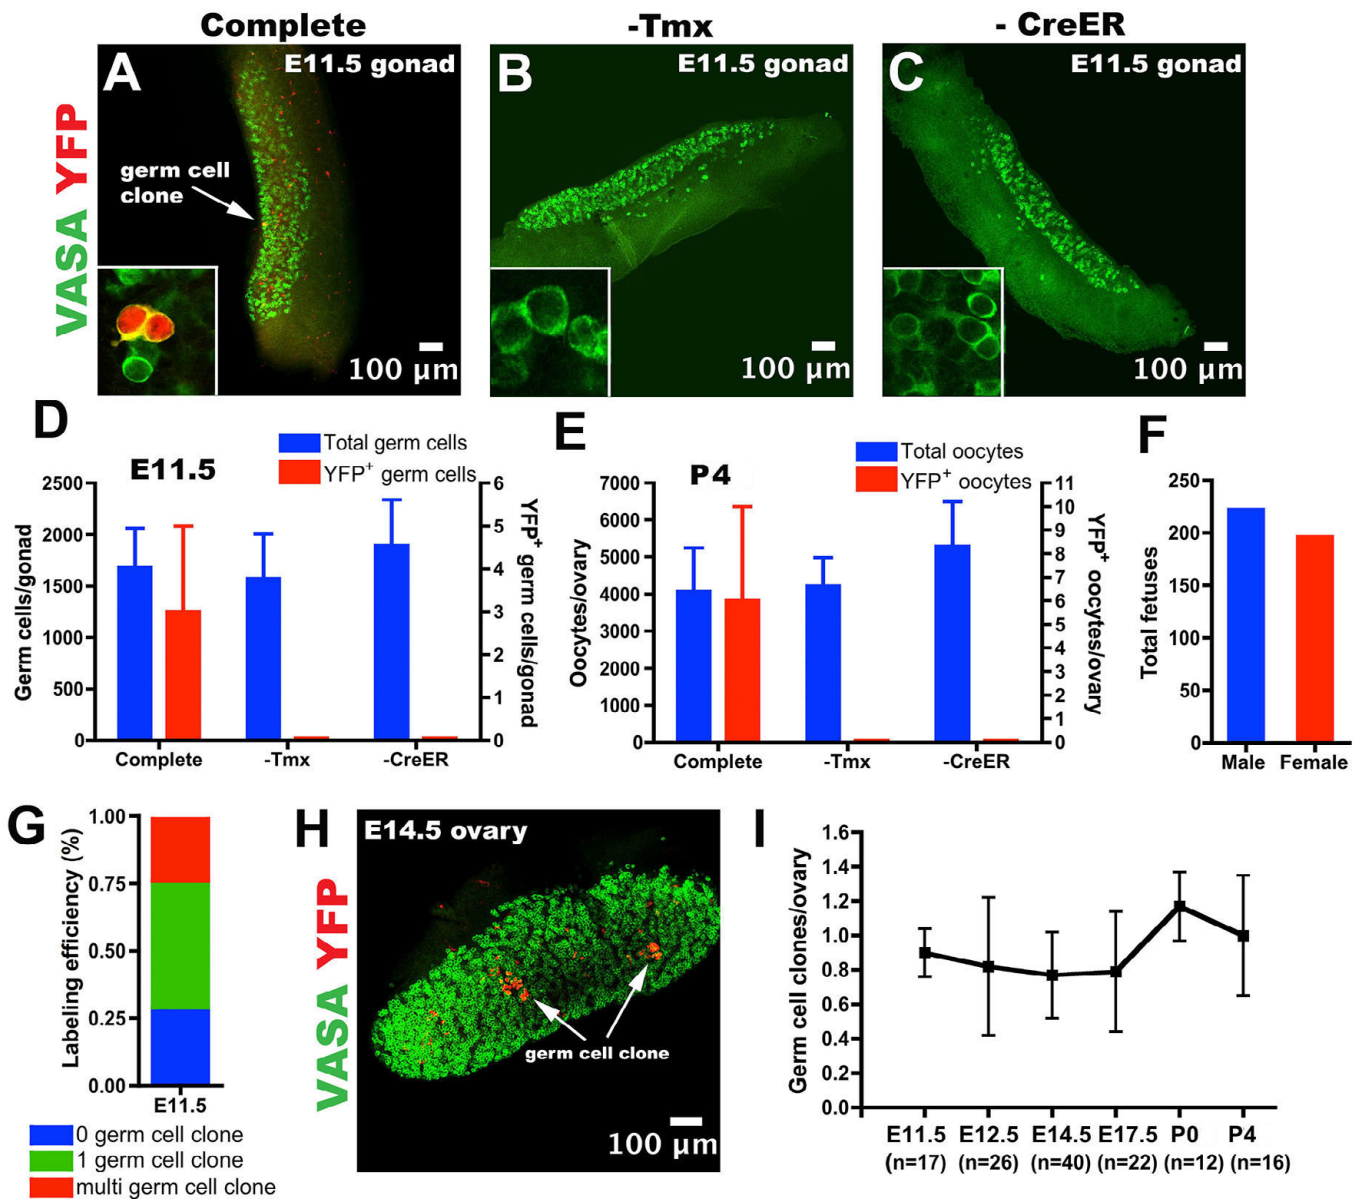 Complete
-Tmx
- CreER
VASA YFP
A
E11.5 gonad
germ cell
clone
100 µm
B
E11.5 gonad
100 µm
C
E11.5 gonad
100 µm
D
E11.5
Total germ cells
YFP+ germ cells
Germ cells/gonad
2500
2000
1500
1000
500
0
6
5
4
3
2
1
0
YFP+ germ cells/gonad
Complete
-Tmx
-CreER
E
P4
Total oocytes
YFP+ oocytes
Oocytes/ovary
7000
6000
5000
4000
3000
2000
1000
0
11
10
9
8
7
6
5
4
3
2
1
0
YFP+ oocytes/ovary
Complete
-Tmx
-CreER
F
Total fetuses
250
200
150
100
50
0
Male Female
G
Labeling efficiency (%)
1.00
0.75
0.50
0.25
0.00
E11.5
0 germ cell clone
1 germ cell clone
multi germ cell clone
H
VASA YFP
E14.5 ovary
germ cell clone
100 µm
I
Germ cell clones/ovary
1.6
1.4
1.2
1.0
0.8
0.6
0.4
0.2
0.0
E11.5 E12.5 E14.5 E17.5 P0 P4
(n=17) (n=26) (n=40) (n=22) (n=12) (n=16)